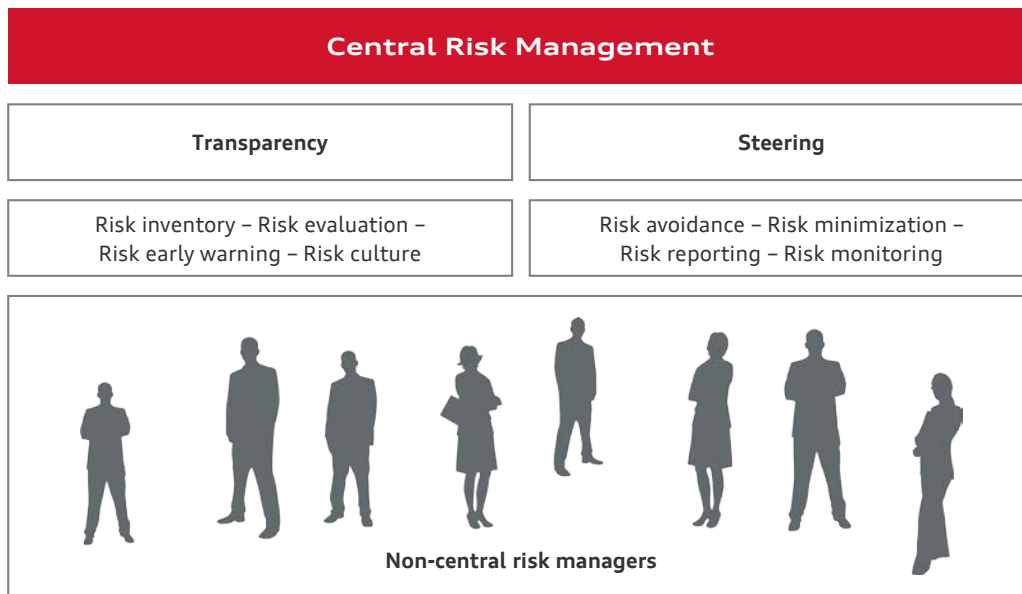 Central Risk Management
Transparency
Steering
Risk inventory – Risk evaluation –
Risk early warning – Risk culture
Risk avoidance – Risk minimization –
Risk reporting – Risk monitoring
Non-central risk managers